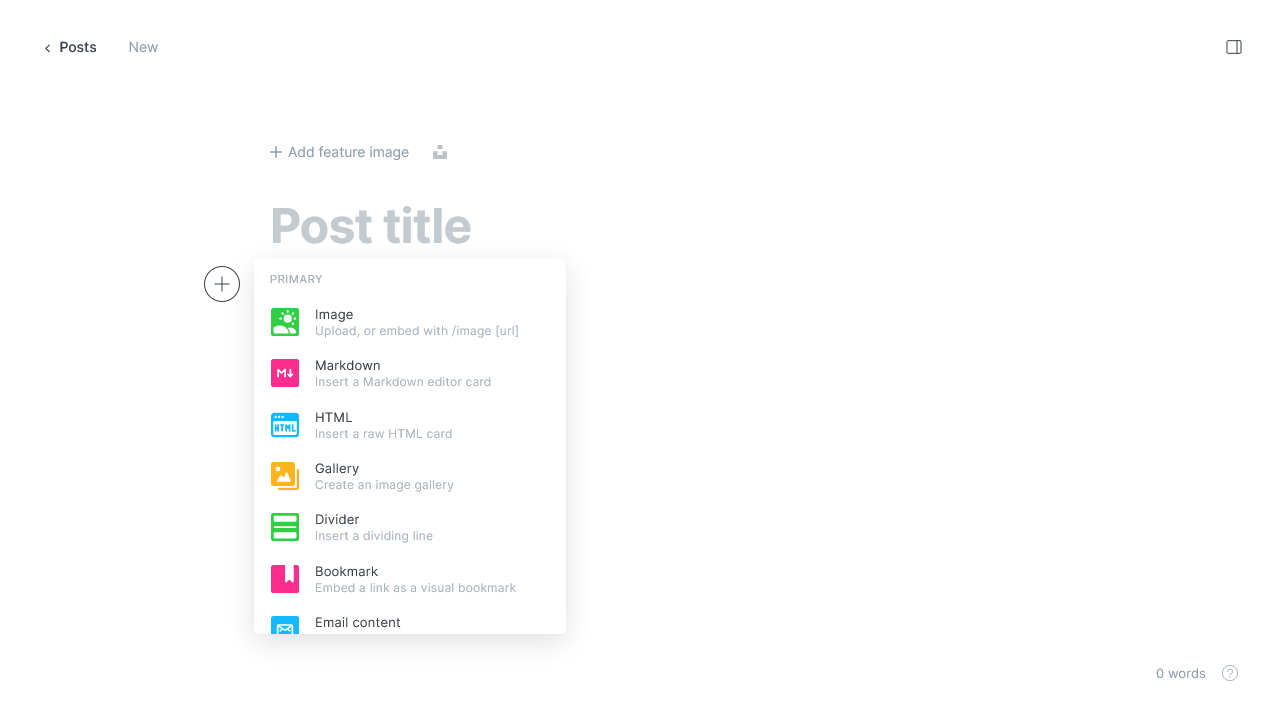 Posts New
Add feature image
Post title
PRIMARY
Image
Upload, or embed with /image [url]
Markdown
Insert a Markdown editor card
HTML
HTML
Insert a raw HTML card
Gallery
Create an image gallery
Divider
Insert a dividing line
Bookmark
Embed a link as a visual bookmark
Email content
0 words ?